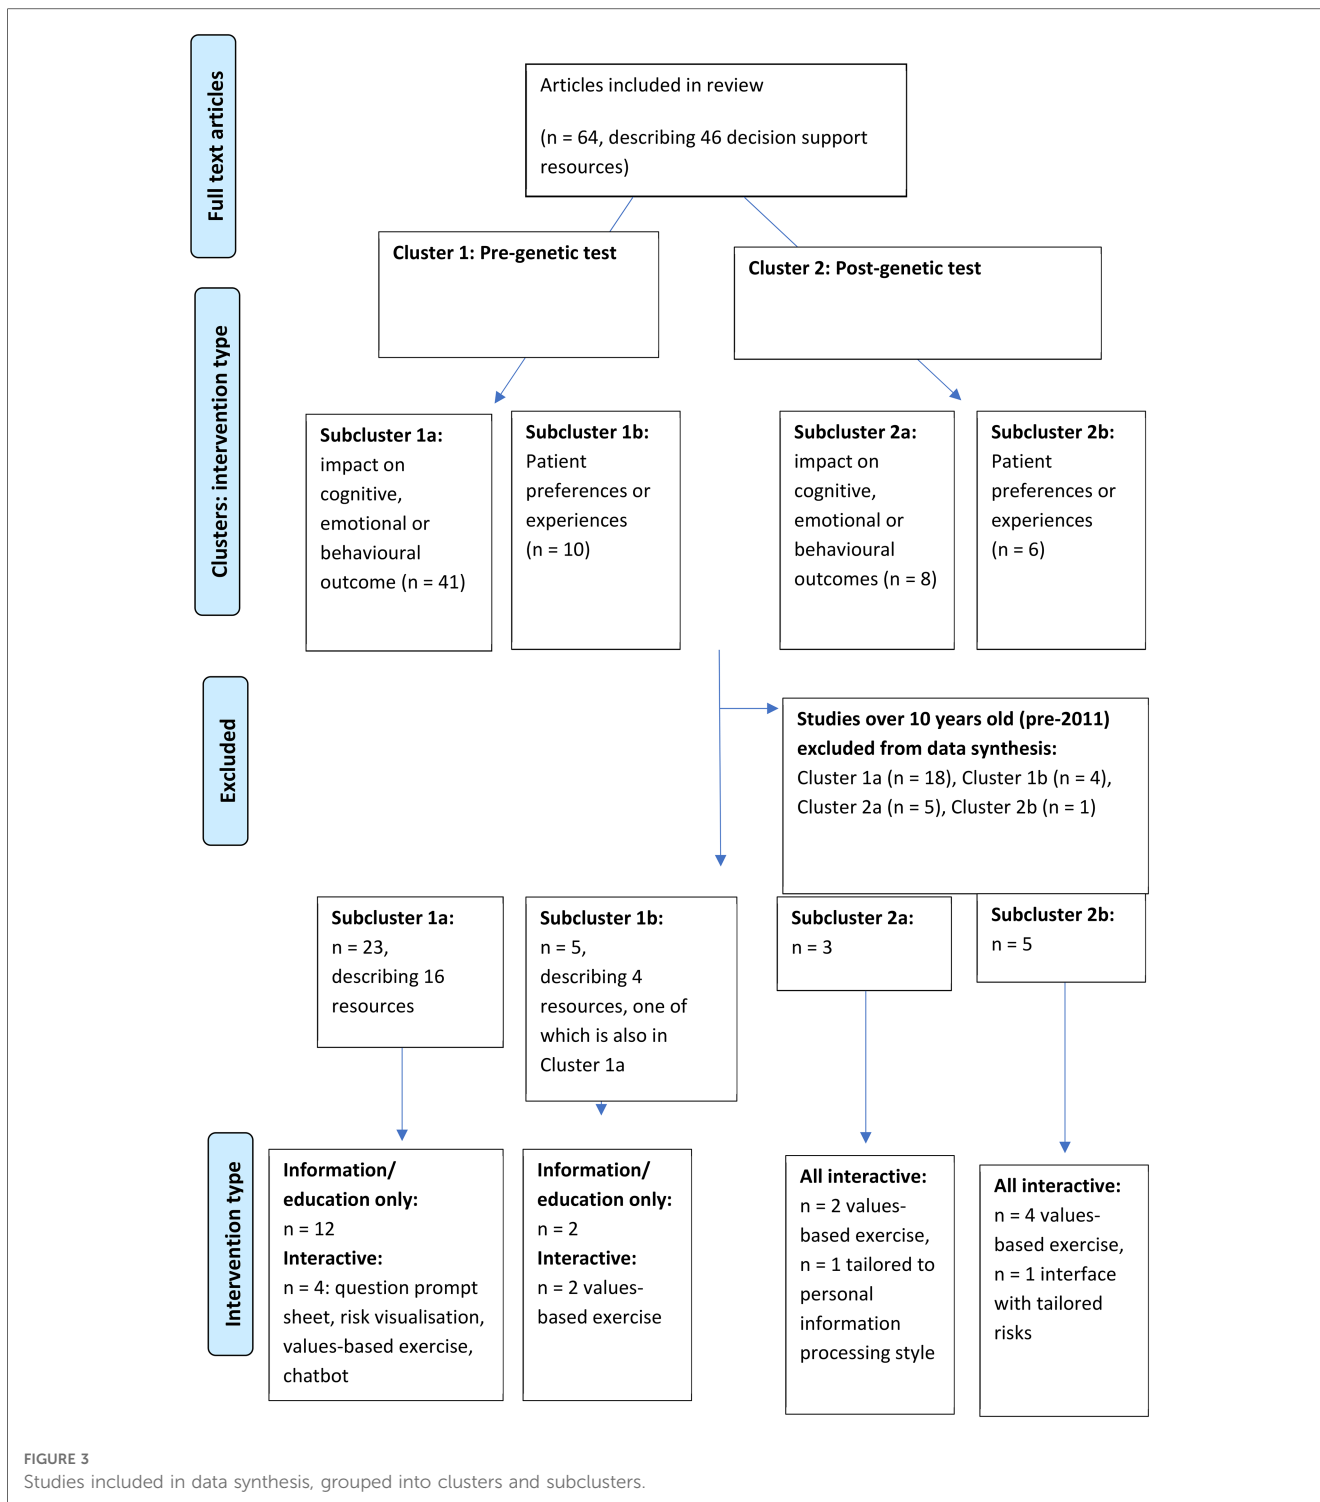 Full text articles
Articles included in review
(n = 64, describing 46 decision support
resources)
Clusters: intervention type
Cluster 1: Pre-genetic test
Cluster 2: Post-genetic test
Subcluster 1a:
impact on
cognitive,
emotional or
behavioural
outcome (n = 41)
Subcluster 1b:
Patient
preferences or
experiences
(n = 10)
Subcluster 2a:
impact on
cognitive,
emotional or
behavioural
outcomes (n = 8)
Subcluster 2b:
Patient
preferences or
experiences
(n = 6)
Excluded
Studies over 10 years old (pre-2011)
excluded from data synthesis:
Cluster 1a (n = 18), Cluster 1b (n = 4),
Cluster 2a (n = 5), Cluster 2b (n = 1)
Subcluster 1a:
n = 23,
describing 16
resources
Subcluster 1b:
n = 5,
describing 4
resources, one of
which is also in
Cluster 1a
Subcluster 2a:
n = 3
Subcluster 2b:
n = 5
Intervention type
Information/
education only:
n = 12
Interactive:
n = 4: question prompt
sheet, risk visualisation,
values-based exercise,
chatbot
Information/
education only:
n = 2
Interactive:
n = 2 values-
based exercise
All interactive:
n = 2 values-
based exercise,
n = 1 tailored to
personal
information
processing style
All interactive:
n = 4 values-
based exercise,
n = 1 interface
with tailored
risks
FIGURE 3
Studies included in data synthesis, grouped into clusters and subclusters.